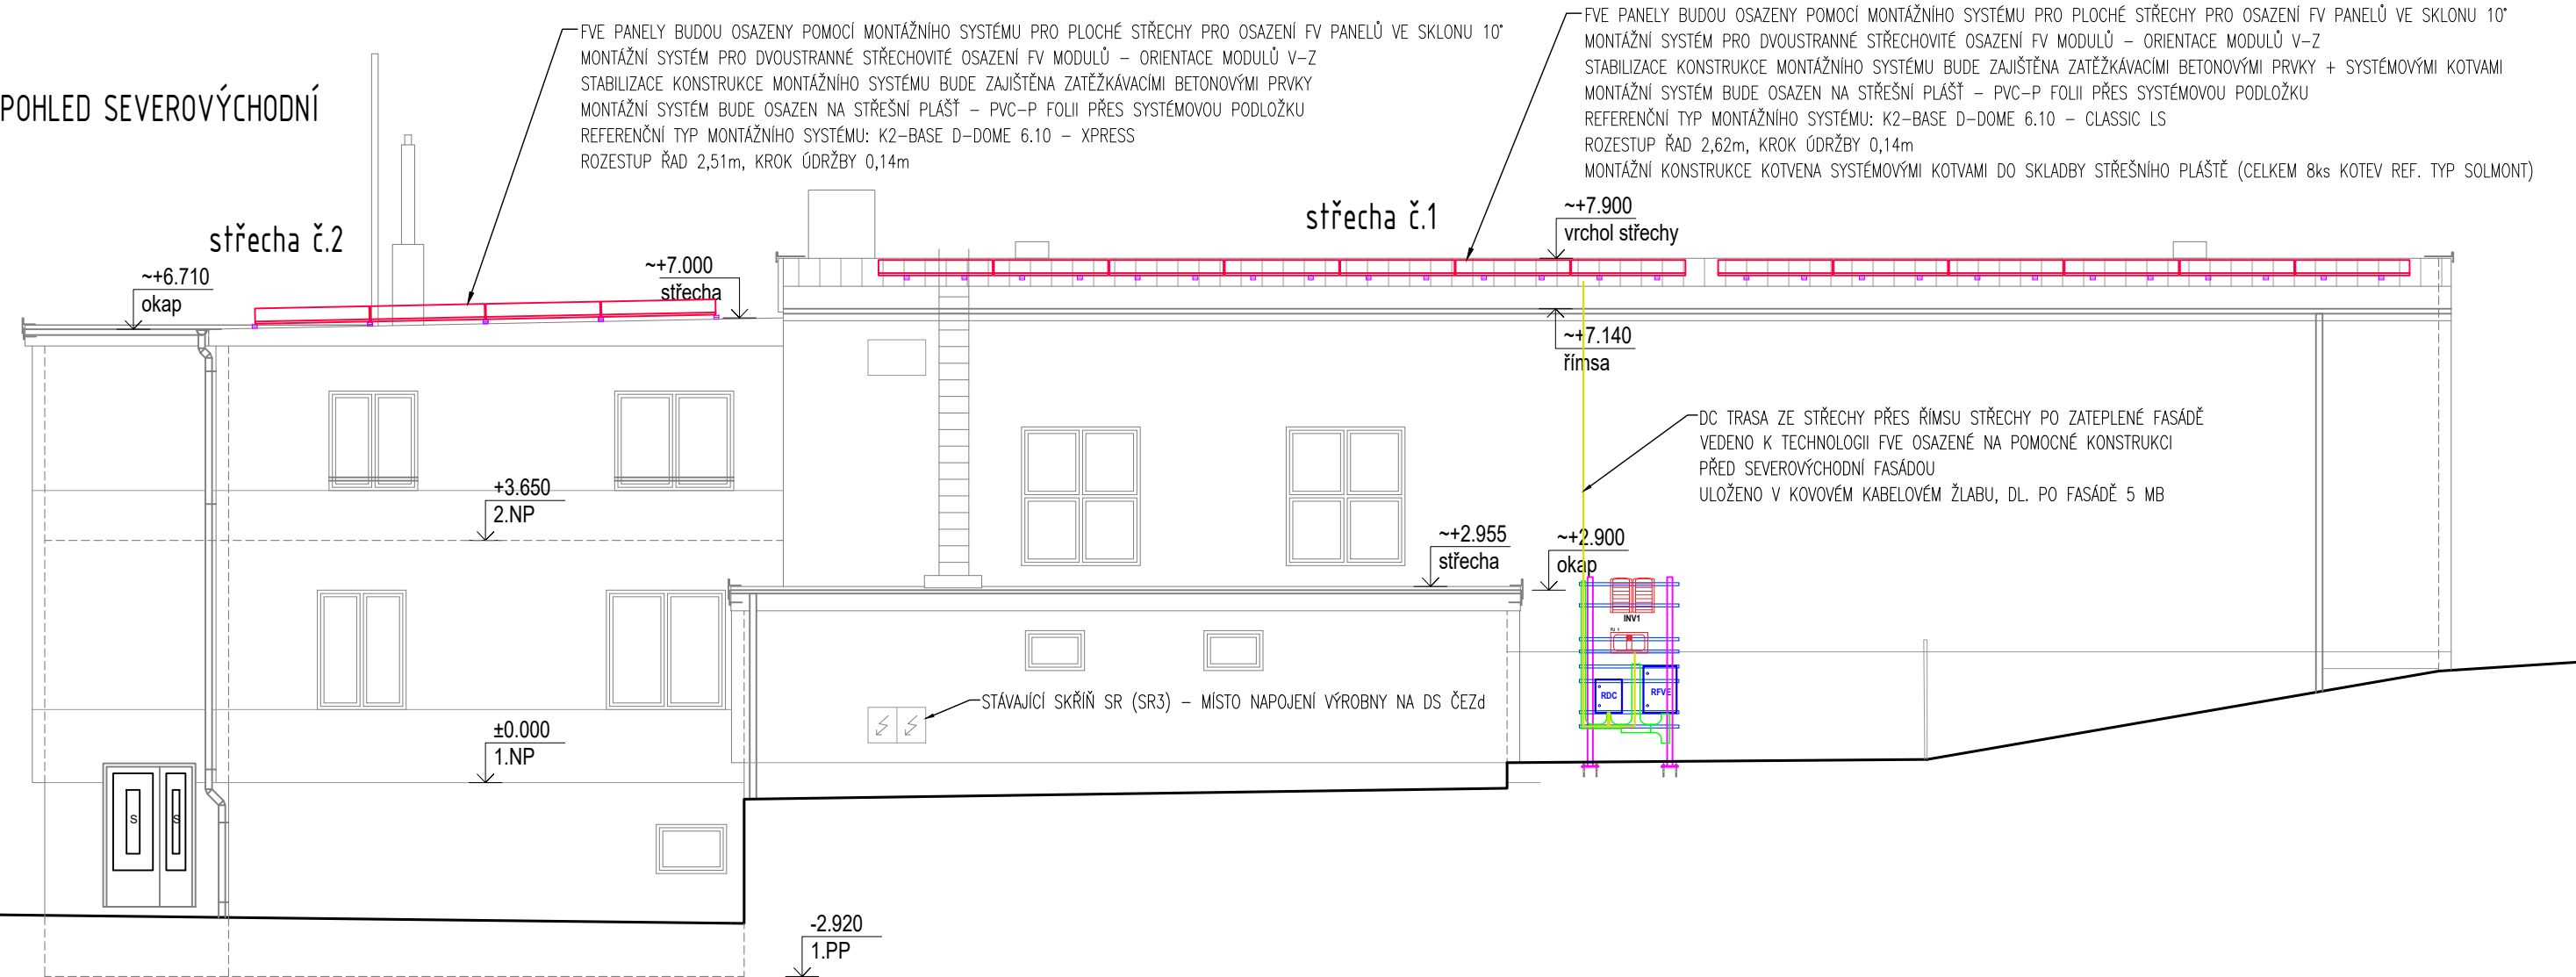 FVE PANELY BUDOU OSAZENY POMOCÍ MONTÁŽNÍHO SYSTÉMU PRO PLOCHÉ STŘECHY PRO OSAZENÍ FV PANELŮ VE SKLONU 10°
MONTÁŽNÍ SYSTÉM PRO DVOUSTRANNÉ STŘECHOVITÉ OSAZENÍ FV MODULŮ – ORIENTACE MODULŮ V–Z
STABILIZACE KONSTRUKCE MONTÁŽNÍHO SYSTÉMU BUDE ZAJIŠTĚNA ZATĚŽKÁVACÍMI BETONOVÝMI PRVKY
MONTÁŽNÍ SYSTÉM BUDE OSAZEN NA STŘEŠNÍ PLÁŠŤ – PVC–P FOLII PŘES SYSTÉMOVOU PODLOŽKU
REFERENČNÍ TYP MONTÁŽNÍHO SYSTÉMU: K2–BASE D–DOME 6.10 – XPRESS
ROZESTUP ŘAD 2,51m, KROK ÚDRŽBY 0,14m
FVE PANELY BUDOU OSAZENY POMOCÍ MONTÁŽNÍHO SYSTÉMU PRO PLOCHÉ STŘECHY PRO OSAZENÍ FV PANELŮ VE SKLONU 10°
MONTÁŽNÍ SYSTÉM PRO DVOUSTRANNÉ STŘECHOVITÉ OSAZENÍ FV MODULŮ – ORIENTACE MODULŮ V–Z
STABILIZACE KONSTRUKCE MONTÁŽNÍHO SYSTÉMU BUDE ZAJIŠTĚNA ZATĚŽKÁVACÍMI BETONOVÝMI PRVKY + SYSTÉMOVÝMI KOTVAMI
MONTÁŽNÍ SYSTÉM BUDE OSAZEN NA STŘEŠNÍ PLÁŠŤ – PVC–P FOLII PŘES SYSTÉMOVOU PODLOŽKU
REFERENČNÍ TYP MONTÁŽNÍHO SYSTÉMU: K2–BASE D–DOME 6.10 – CLASSIC LS
ROZESTUP ŘAD 2,62m, KROK ÚDRŽBY 0,14m
MONTÁŽNÍ KONSTRUKCE KOTVENA SYSTÉMOVÝMI KOTVAMI DO SKLADBY STŘEŠNÍHO PLÁŠTĚ (CELKEM 8ks KOTEV REF. TYP SOLMONT)
POHLED SEVEROVÝCHODNÍ
střecha č.2
střecha č.1
~+7.900
vrchol střechy
~+6.710
okap
~+7.000
střecha
~+7.140
římsa
DC TRASA ZE STŘECHY PŘES ŘÍMSU STŘECHY PO ZATEPLENÉ FASÁDĚ
VEDENO K TECHNOLOGII FVE OSAZENÉ NA POMOCNÉ KONSTRUKCI
PŘED SEVEROVÝCHODNÍ FASÁDOU
ULOŽENO V KOVOVÉM KABELOVÉM ŽLABU, DL. PO FASÁDĚ 5 MB
+3.650
2.NP
~+2.955
střecha
~+2.900
okap
INV1
RDC
RFVE
STÁVAJÍCÍ SKŘÍŇ SR (SR3) – MÍSTO NAPOJENÍ VÝROBNY NA DS ČEZd
±0.000
1.NP
S
S
-2.920
1.PP